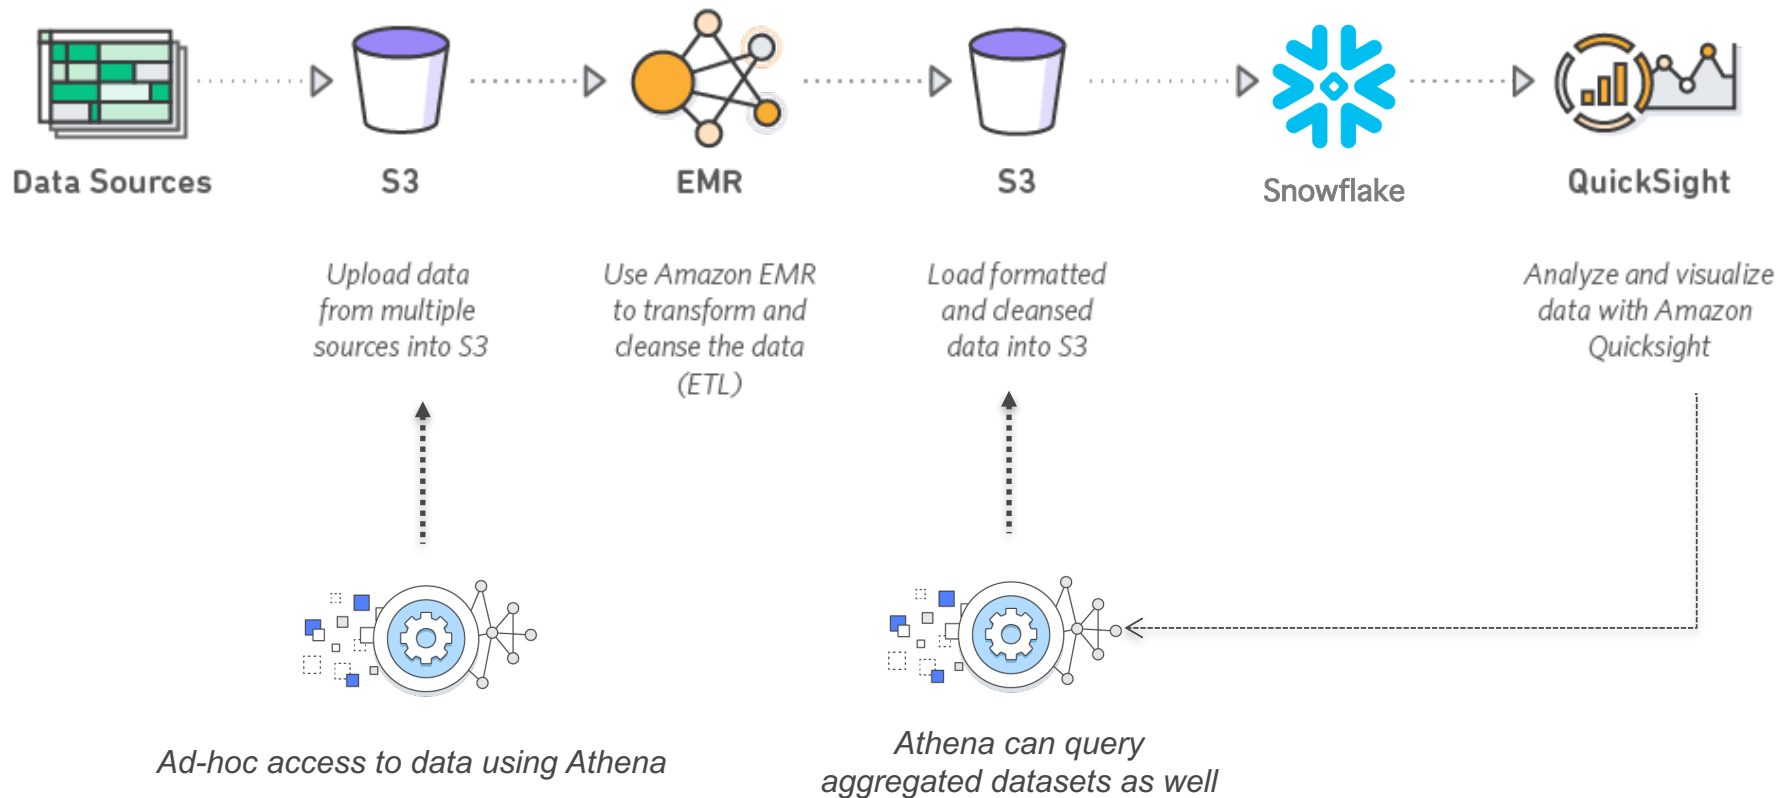 Data Sources
S3
EMR
S3
Snowflake
QuickSight
Upload data
from multiple
sources into S3
Use Amazon EMR
to transform and
cleanse the data
(ETL)
Load formatted
and cleansed
data into S3
Analyze and visualize
data with Amazon
Quicksight
Ad-hoc access to data using Athena
Athena can query
aggregated datasets as well